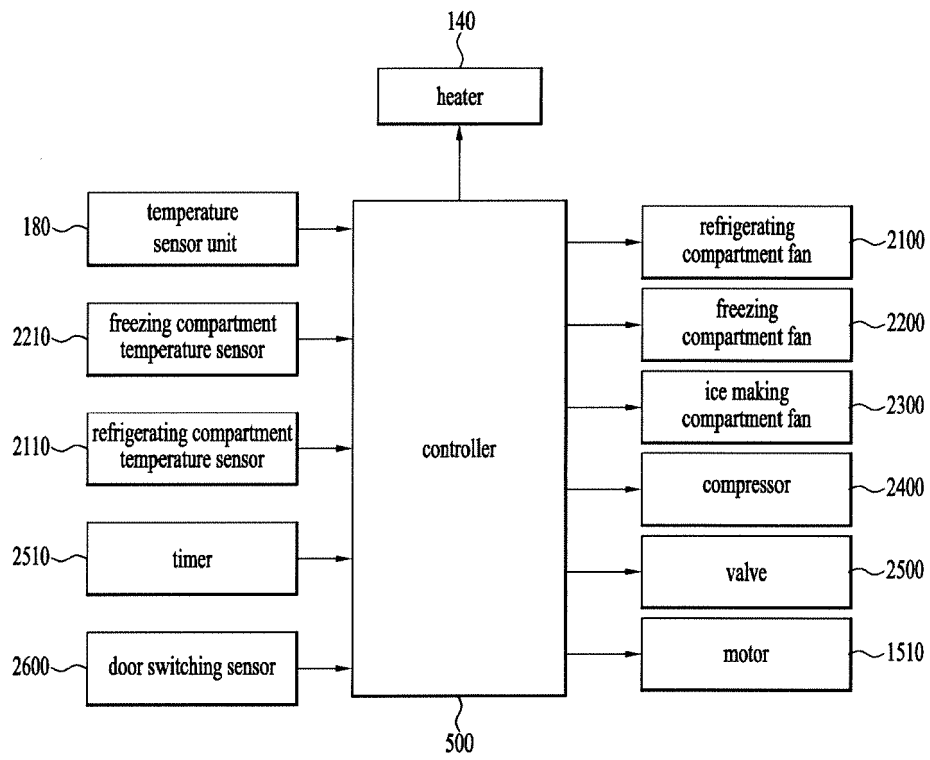 140
heater
180
temperature
sensor unit
2210
freezing compartment
temperature sensor
2110
refrigerating compartment
temperature sensor
2510
timer
2600
door switching sensor
controller
500
refrigerating
compartment fan
2100
freezing
compartment fan
2200
ice making
compartment fan
2300
compressor
2400
valve
2500
motor
1510